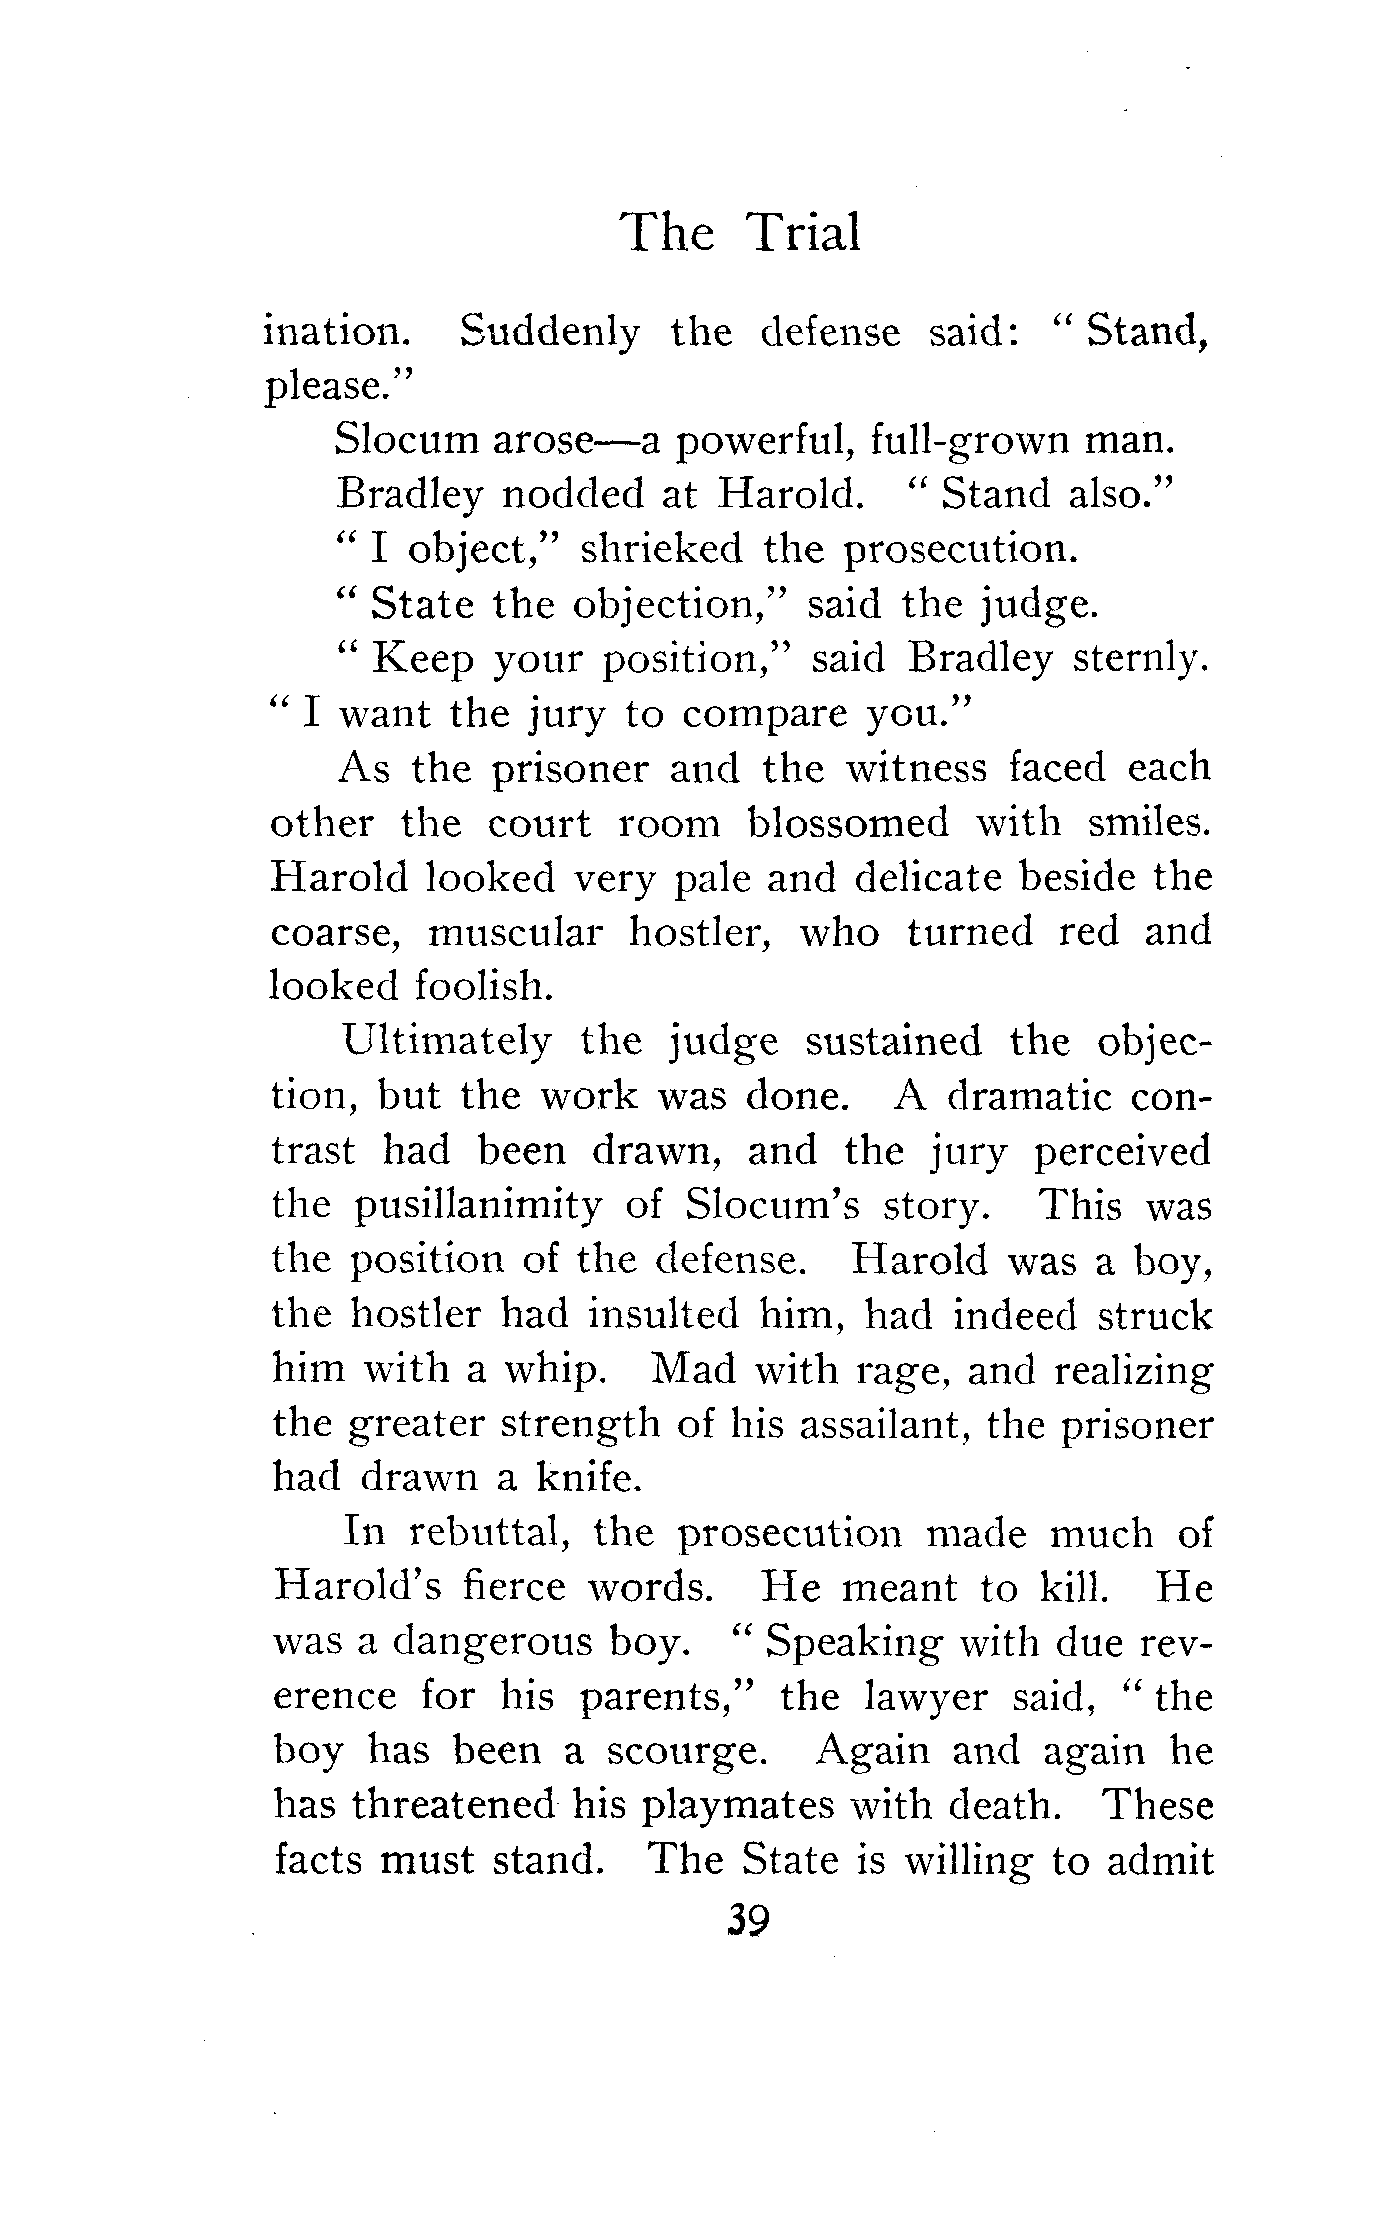 The Trial
ination. Suddenly the defense said: " Stand,
please."
Slocum arose—a powerful, full-grown man.
Bradley nodded at Harold. " Stand also."
" I object," shrieked the prosecution.
" State the objection," said the judge.
" Keep your position," said Bradley sternly.
" I want the jury to compare you."
As the prisoner and the witness faced each
other the court room blossomed with smiles.
Harold looked very pale and delicate beside the
coarse, muscular hostler, who turned red and
looked foolish.
Ultimately the judge sustained the objec-
tion, but the work was done. A dramatic con-
trast had been drawn, and the jury perceived
the pusillanimity of Slocum's story. This was
the position of the defense. Harold was a boy,
the hostler had insulted him, had indeed struck
him with a whip. Mad with rage, and realizing
the greater strength of his assailant, the prisoner
had drawn a knife.
In rebuttal, the prosecution made much of
Harold's fierce words. He meant to kill. He
was a dangerous boy. " Speaking with due rev-
erence for his parents," the lawyer said, " the
boy has been a scourge. Again and again he
has threatened his playmates with death. These
facts must stand. The State is willing to admit
39